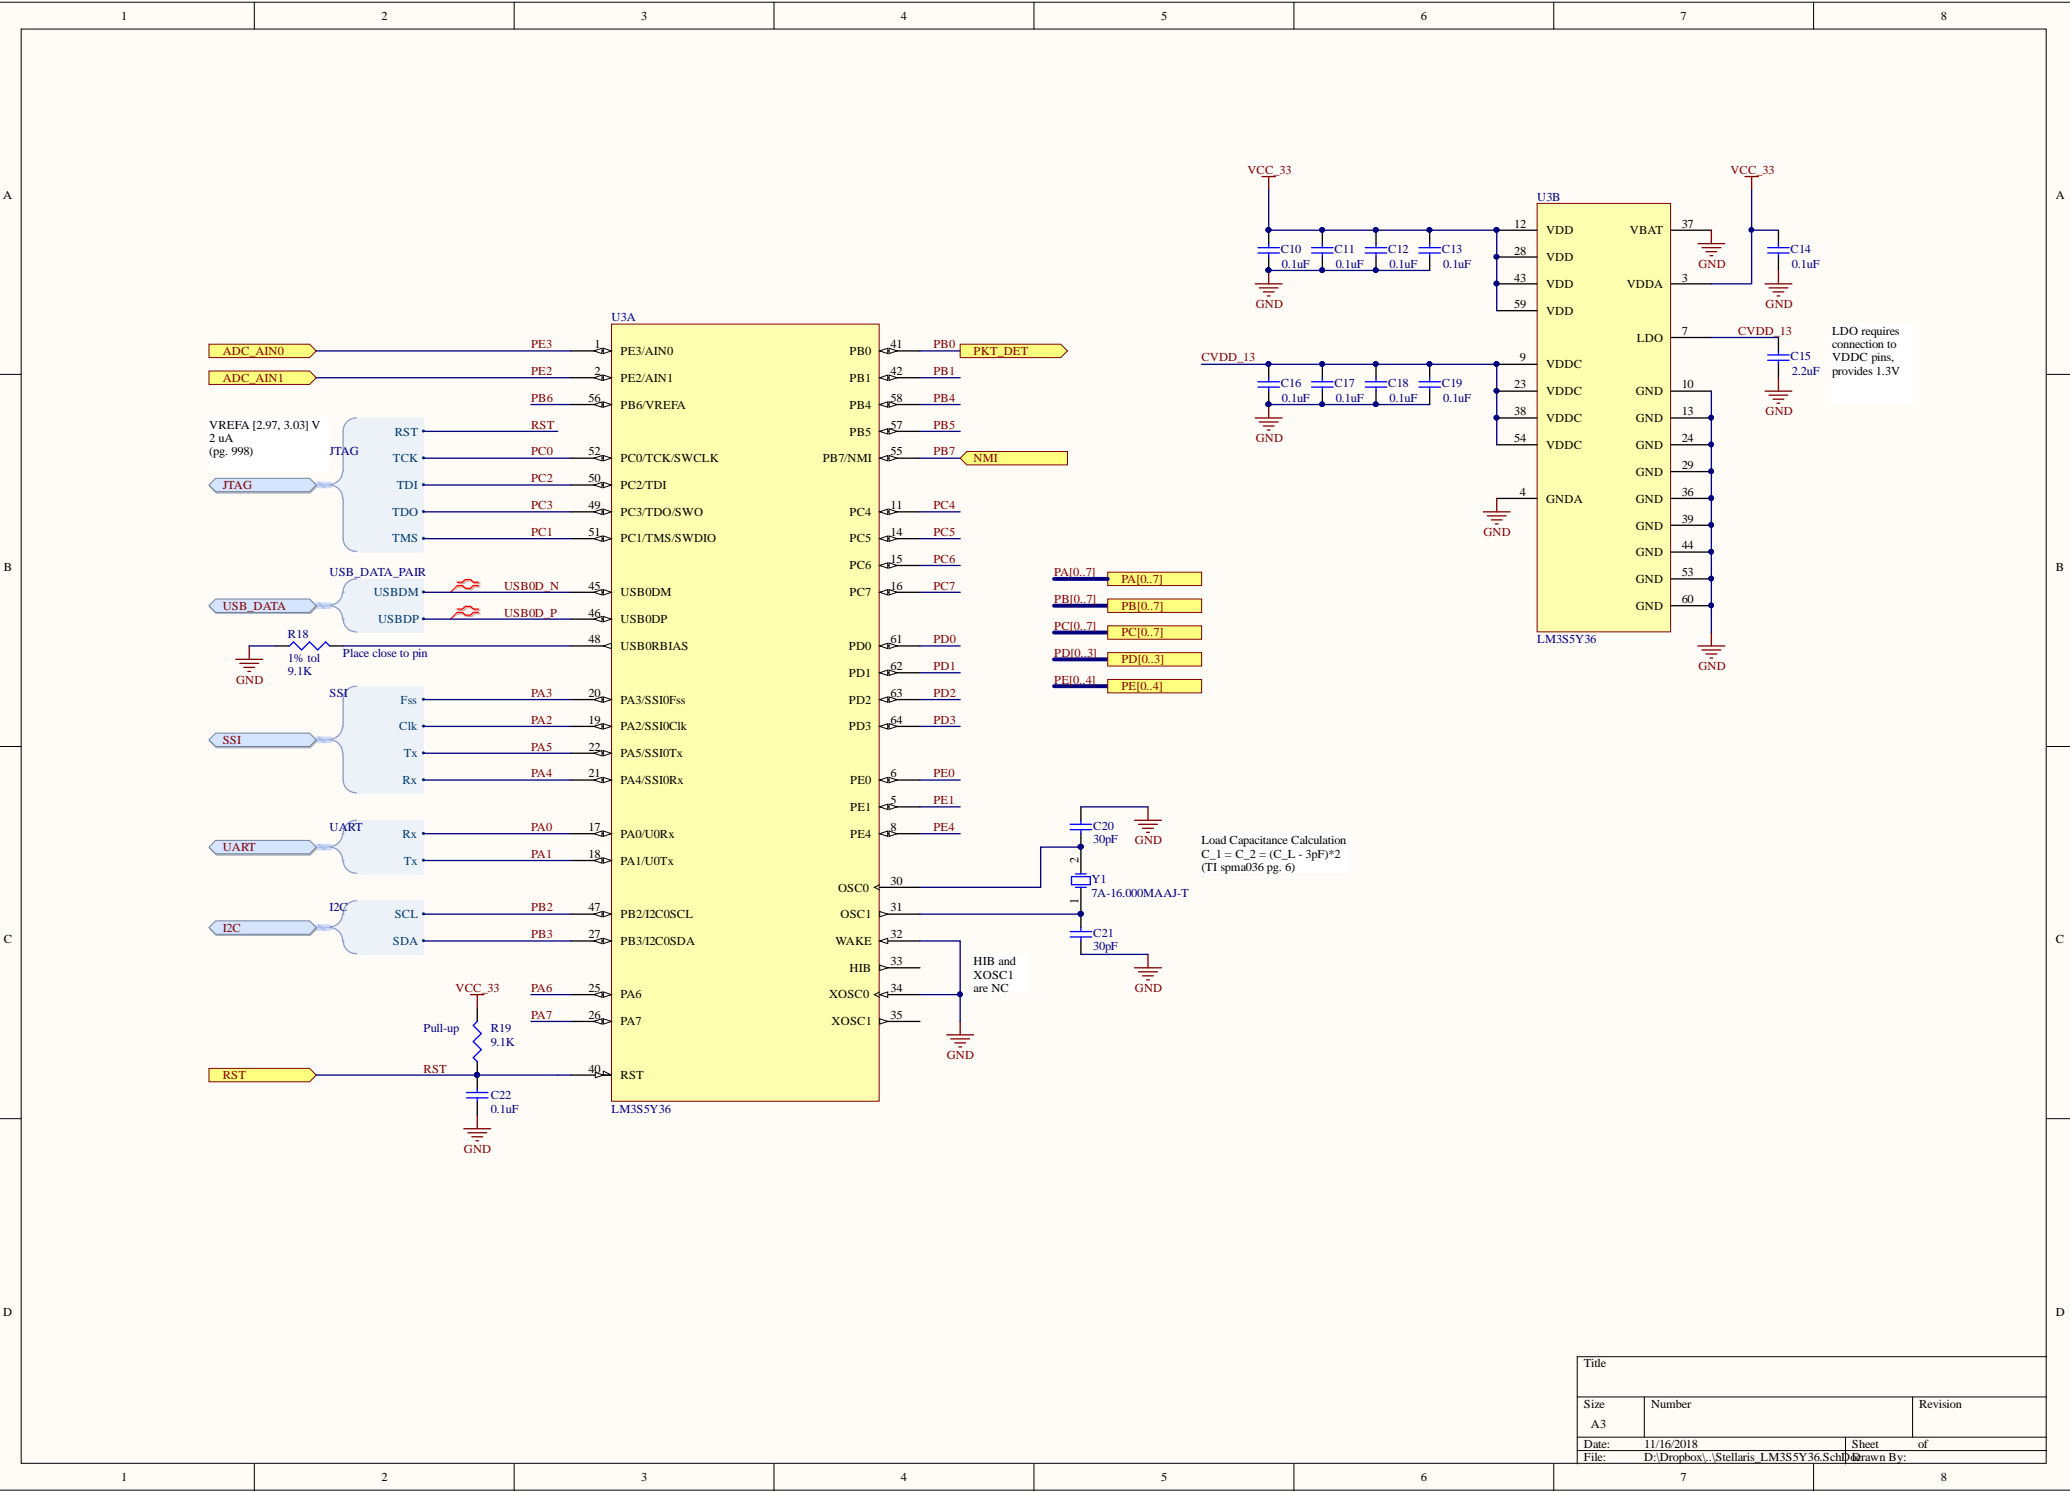 1 2 3 4 5 6 7 8
A A
B B
C C
D D
U3A
ADC_AIN0 PE3 1 PE3/AIN0
ADC_AIN1 PE2 2 PE2/AIN1
PB6 56 PB6/VREFA
VREFA [2.97, 3.03] V
2 uA
(pg. 998)
JTAG
JTAG
RST RST
TCK PC0 52 PC0/TCK/SWCLK
TDI PC2 50 PC2/TDI
TDO PC3 49 PC3/TDO/SWO
TMS PC1 51 PC1/TMS/SWDIO
USB_DATA_PAIR
USB_DATA
USBDM USB0D_N 45 USB0DM
USBDP USB0D_P 46 USB0DP
R18
1% tol
9.1K
Place close to pin
GND
48 USB0RBIAS
SSI
SSI
Fss PA3 20 PA3/SSI0Fss
Clk PA2 19 PA2/SSI0Clk
Tx PA5 22 PA5/SSI0Tx
Rx PA4 21 PA4/SSI0Rx
UART
UART
Rx PA0 17 PA0/U0Rx
Tx PA1 18 PA1/U0Tx
I2C
I2C
SCL PB2 47 PB2/I2C0SCL
SDA PB3 27 PB3/I2C0SDA
PA6 25 PA6
PA7 26 PA7
VCC_33
Pull-up
R19
9.1K
RST RST 40 RST
C22
0.1uF
GND
LM3S5Y36
PB0 41 PB0 PKT_DET
PB1 42 PB1
PB4 58 PB4
PB5 57 PB5
PB7/NMI 55 PB7 NMI
PC4 11 PC4
PC5 14 PC5
PC6 15 PC6
PC7 16 PC7
PD0 61 PD0
PD1 62 PD1
PD2 63 PD2
PD3 64 PD3
PE0 6 PE0
PE1 5 PE1
PE4 8 PE4
OSC0 30
OSC1 31
WAKE 32
HIB 33
XOSC0 34
XOSC1 35
GND
HIB and
XOSC1
are NC
C20
30pF
GND
2
Y1
7A-16.000MAAJ-T
1
C21
30pF
GND
Load Capacitance Calculation
C_1 = C_2 = (C_L - 3pF)*2
(TI spma036 pg. 6)
PA[0..7] PA[0..7]
PB[0..7] PB[0..7]
PC[0..7] PC[0..7]
PD[0..3] PD[0..3]
PE[0..4] PE[0..4]
VCC_33
C10 C11 C12 C13
0.1uF 0.1uF 0.1uF 0.1uF
GND
CVDD_13
C16 C17 C18 C19
0.1uF 0.1uF 0.1uF 0.1uF
GND
U3B
12 VDD
28 VDD
43 VDD
59 VDD
9 VDDC
23 VDDC
38 VDDC
54 VDDC
4 GNDA
GND
VBAT 37
GND
VDDA 3
VCC_33
C14
0.1uF
GND
LDO 7 CVDD_13
C15
2.2uF
GND
LDO requires
connection to
VDDC pins,
provides 1.3V
GND 10
GND 13
GND 24
GND 29
GND 36
GND 39
GND 44
GND 53
GND 60
GND
LM3S5Y36
Title
Size Number Revision
A3
Date: 11/16/2018 Sheet of
File: D:\Dropbox\..\Stellaris_LM3S5Y36.SchDoc Drawn By:
1 2 3 4 5 6 7 8